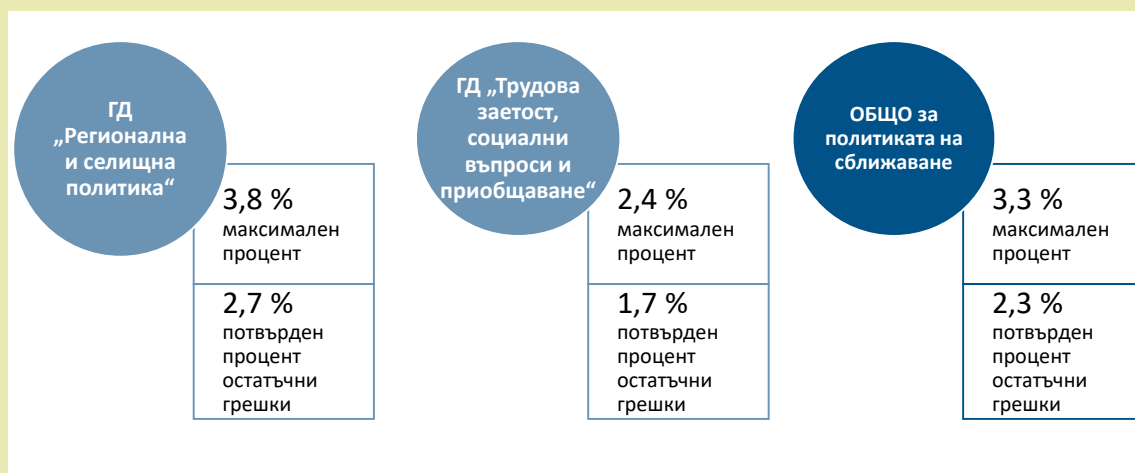 ГД
„Регионална
и селищна
политика“
3,8 %
максимален
процент
2,7 %
потвърден
процент
остатъчни
грешки
ГД „Трудова
заетост,
социални
въпроси и
приобщаване“
2,4 %
максимален
процент
1,7 %
потвърден
процент
остатъчни
грешки
ОБЩО за
политиката на
сближаване
3,3 %
максимален
процент
2,3 %
потвърден
процент
остатъчни
грешки